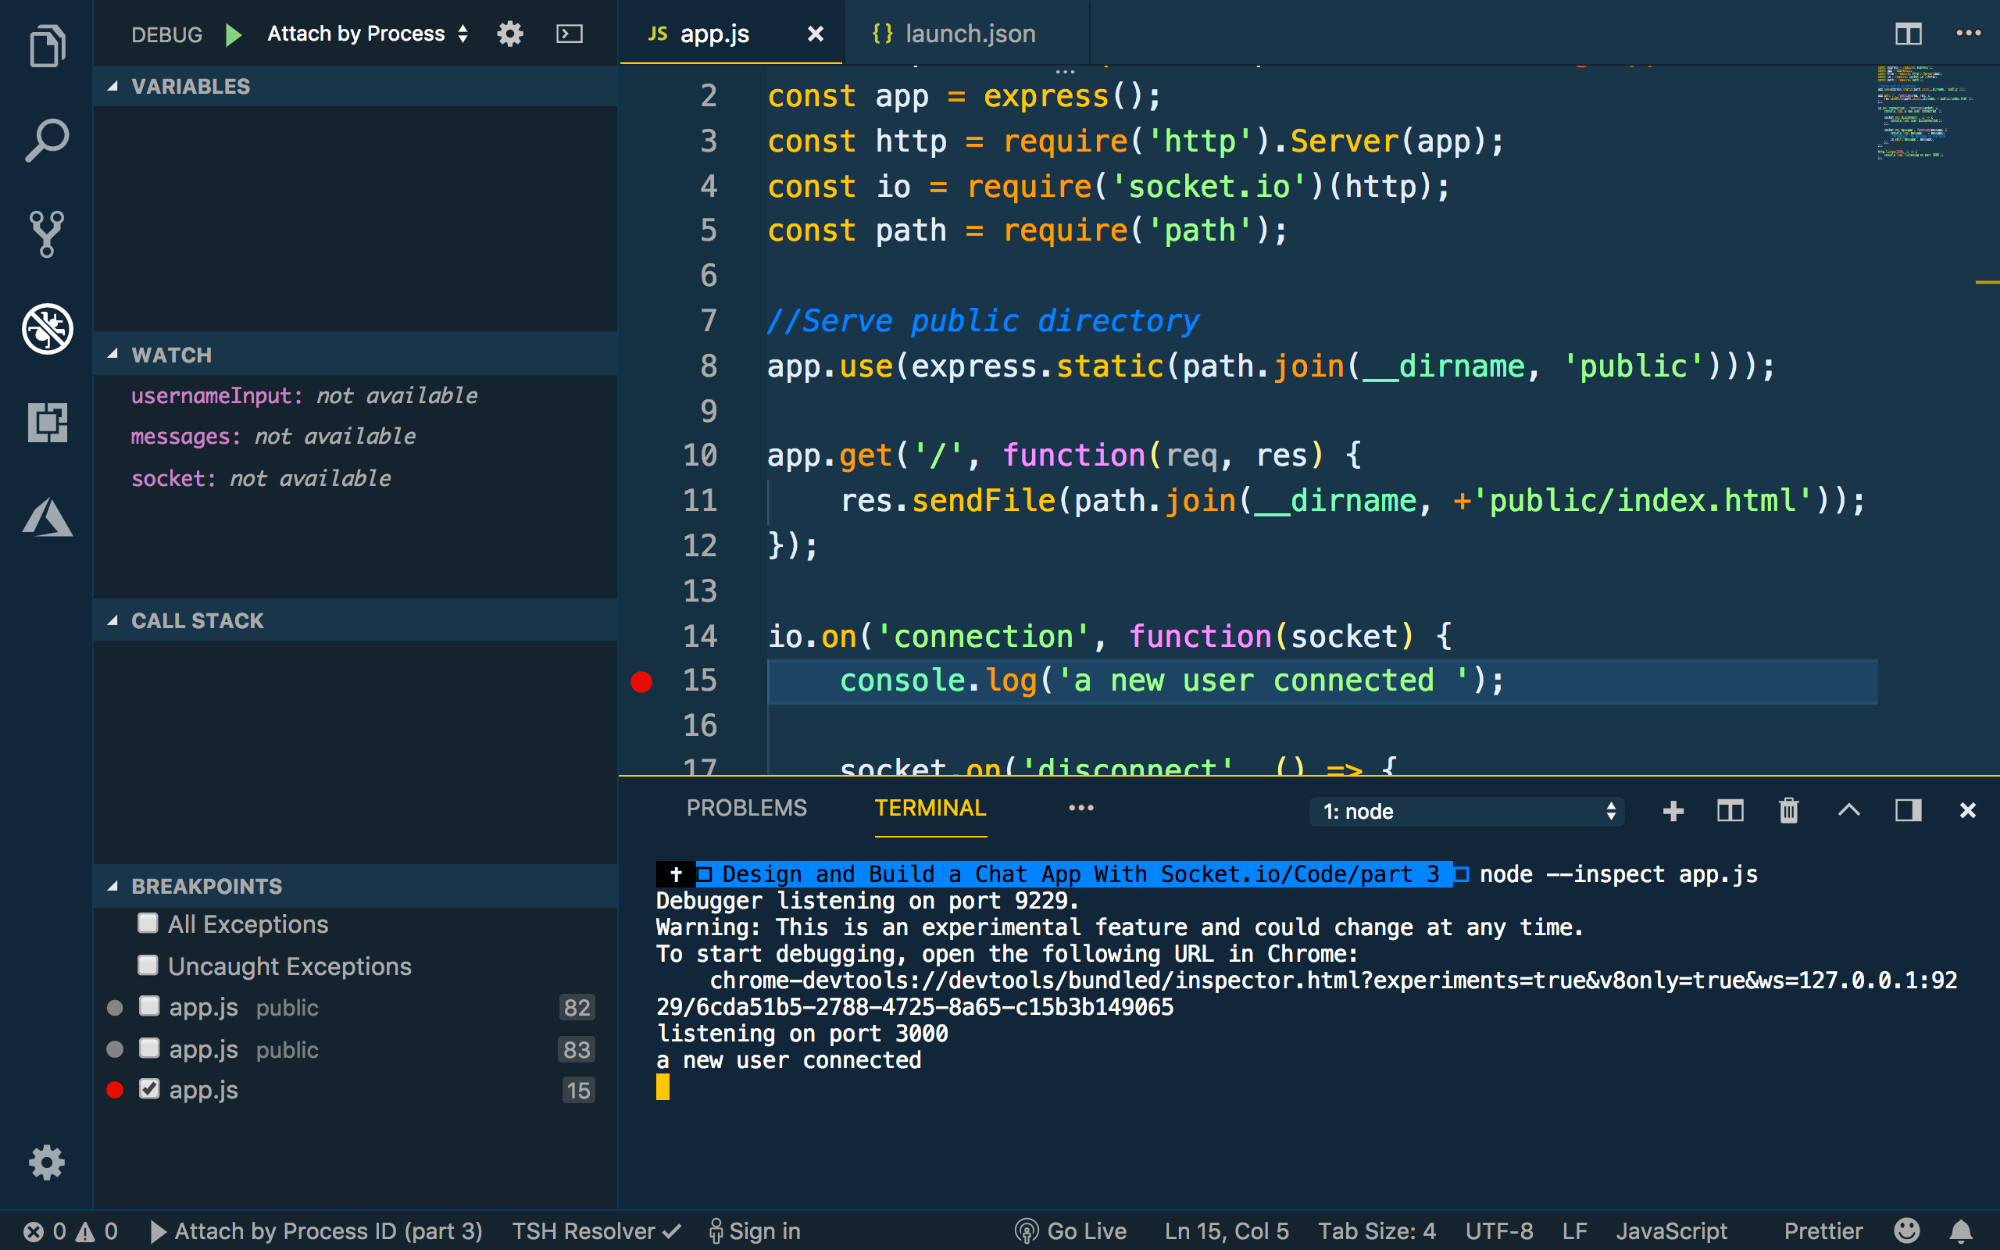 DEBUG Attach by Process
VARIABLES
WATCH
usernameInput: not available
messages: not available
socket: not available
CALL STACK
BREAKPOINTS
All Exceptions
Uncaught Exceptions
app.js public 82
app.js public 83
app.js 15
JS app.js × {} launch.json
2 const app = express();
3 const http = require('http').Server(app);
4 const io = require('socket.io')(http);
5 const path = require('path');
6
7 //Serve public directory
8 app.use(express.static(path.join(__dirname, 'public')));
9
10 app.get('/', function(req, res) {
11 res.sendFile(path.join(__dirname, +'public/index.html'));
12 });
13
14 io.on('connection', function(socket) {
15 console.log('a new user connected ');
16
17 socket.on('disconnect', () => {
PROBLEMS TERMINAL ••• 1: node
Design and Build a Chat App With Socket.io/Code/part 3 node --inspect app.js
Debugger listening on port 9229.
Warning: This is an experimental feature and could change at any time.
To start debugging, open the following URL in Chrome:
chrome-devtools://devtools/bundled/inspector.html?experiments=true&v8only=true&ws=127.0.0.1:92
29/6cda51b5-2788-4725-8a65-c15b3b149065
listening on port 3000
a new user connected
0 0 Attach by Process ID (part 3) TSH Resolver ✓ Sign in Go Live Ln 15, Col 5 Tab Size: 4 UTF-8 LF JavaScript Prettier